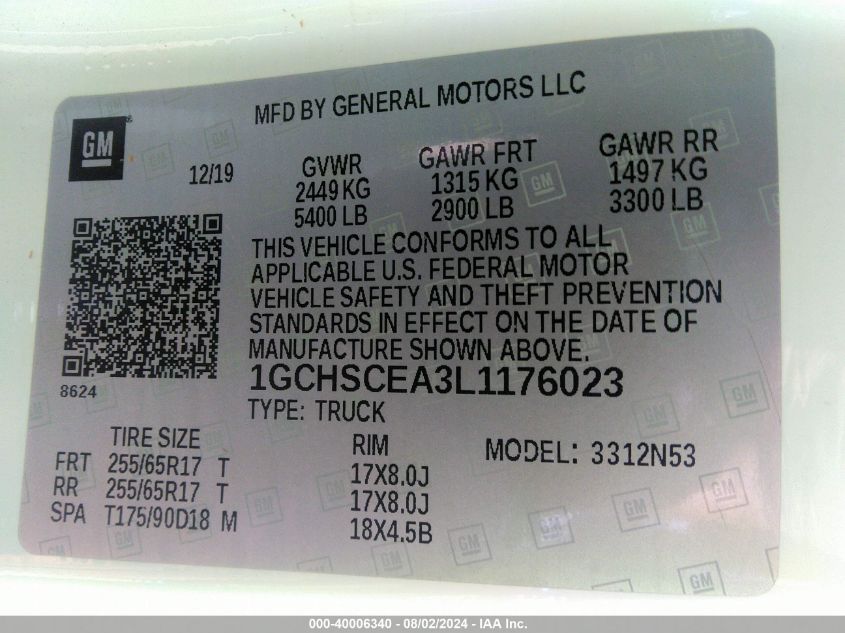 MFD BY GENERAL MOTORS LLC
GM
12/19
GVWR GAWR FRT GAWR RR
2449 KG 1315 KG 1497 KG
5400 LB 2900 LB 3300 LB
THIS VEHICLE CONFORMS TO ALL
APPLICABLE U.S. FEDERAL MOTOR
VEHICLE SAFETY AND THEFT PREVENTION
STANDARDS IN EFFECT ON THE DATE OF
MANUFACTURE SHOWN ABOVE.
8624
1GCHSCEA3L1176023
TYPE: TRUCK
TIRE SIZE RIM MODEL: 3312N53
FRT 255/65R17 T 17X8.0J
RR 255/65R17 T 17X8.0J
SPA T175/90D18 M 18X4.5B
000-40006340 - 08/02/2024 - IAA Inc.